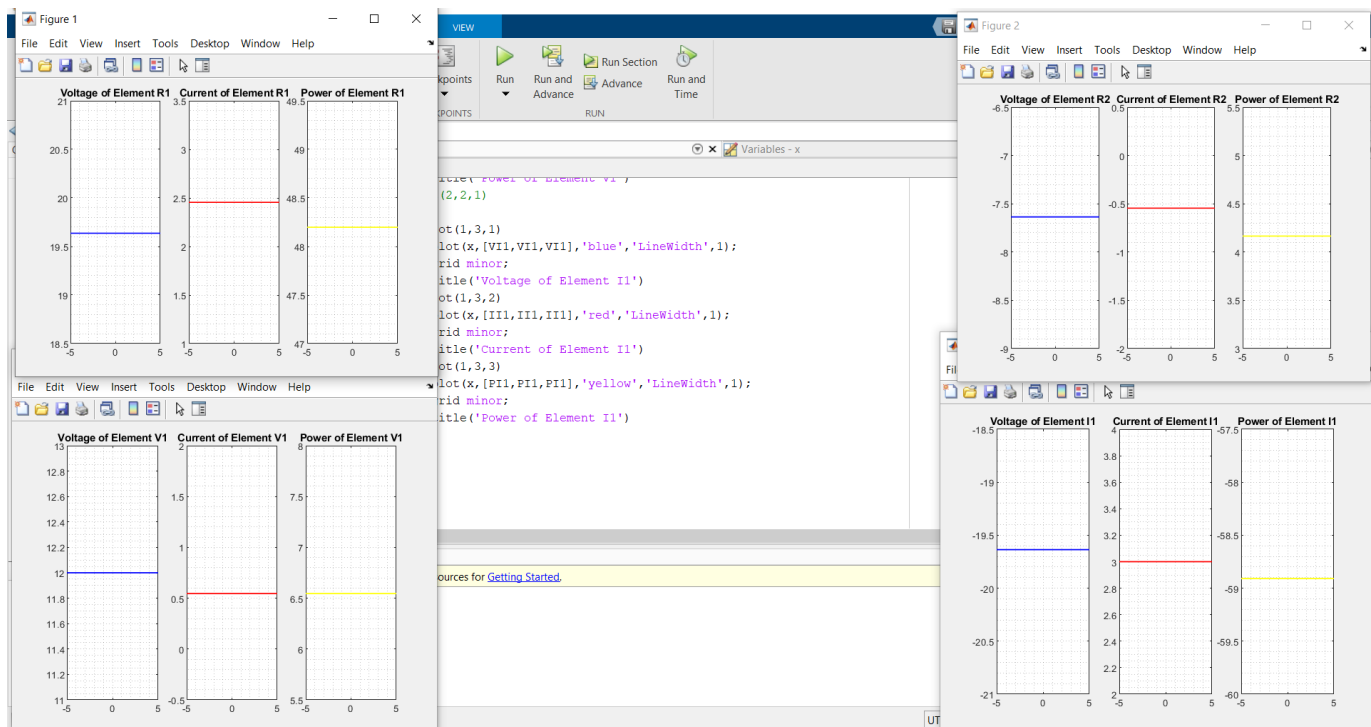 Figure 1
File Edit View Insert Tools Desktop Window Help
Voltage of Element R1 Current of Element R1 Power of Element R1
21 3.5 49.5
20.5 3 49
20 2.5 48.5
19.5 2 48
19 1.5 47.5
18.5 1 47
-5 0 5 -5 0 5 -5 0 5
VIEW
Run
Run and Advance
Run Section
Advance
Run and Time
RUN
Variables - x
(2,2,1)
ot(1,3,1)
lot(x,[VI1,VI1,VI1],'blue','LineWidth',1);
rid minor;
itle('Voltage of Element I1')
ot(1,3,2)
lot(x,[II1,II1,II1],'red','LineWidth',1);
rid minor;
itle('Current of Element I1')
ot(1,3,3)
lot(x,[PI1,PI1,PI1],'yellow','LineWidth',1);
rid minor;
itle('Power of Element I1')
ources for Getting Started.
UT
Figure 2
File Edit View Insert Tools Desktop Window Help
Voltage of Element R2 Current of Element R2 Power of Element R2
-6.5 0.5 5.5
-7 0 5
-7.5 -0.5 4.5
-8 -1 4
-8.5 -1.5 3.5
-9 -2 3
-5 0 5 -5 0 5 -5 0 5
File Edit View Insert Tools Desktop Window Help
Voltage of Element V1 Current of Element V1 Power of Element V1
13 2 8
12.8
12.6 1.5 7.5
12.4
12.2 1 7
12
11.8 0.5 6.5
11.6
11.4 0 6
11.2
11 -0.5 5.5
-5 0 5 -5 0 5 -5 0 5
Voltage of Element I1 Current of Element I1 Power of Element I1
-18.5 4 -57.5
3.8
-19 3.6 -58
3.4
-19.5 3.2 -58.5
3
-20 2.8 -59
2.6
-20.5 2.4 -59.5
2.2
-21 2 -60
-5 0 5 -5 0 5 -5 0 5